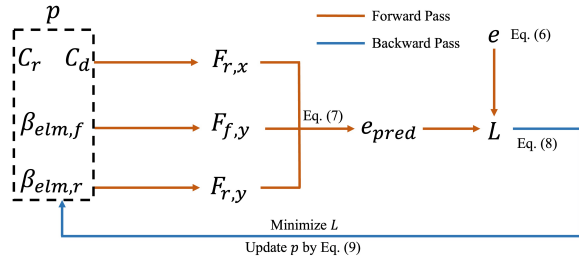 p
Forward Pass
Backward Pass
e Eq. (6)
C_r C_d F_{r,x}
β_{elm,f} F_{f,y} Eq. (7) e_{pred} L
Eq. (8)
β_{elm,r} F_{r,y}
Minimize L
Update p by Eq. (9)